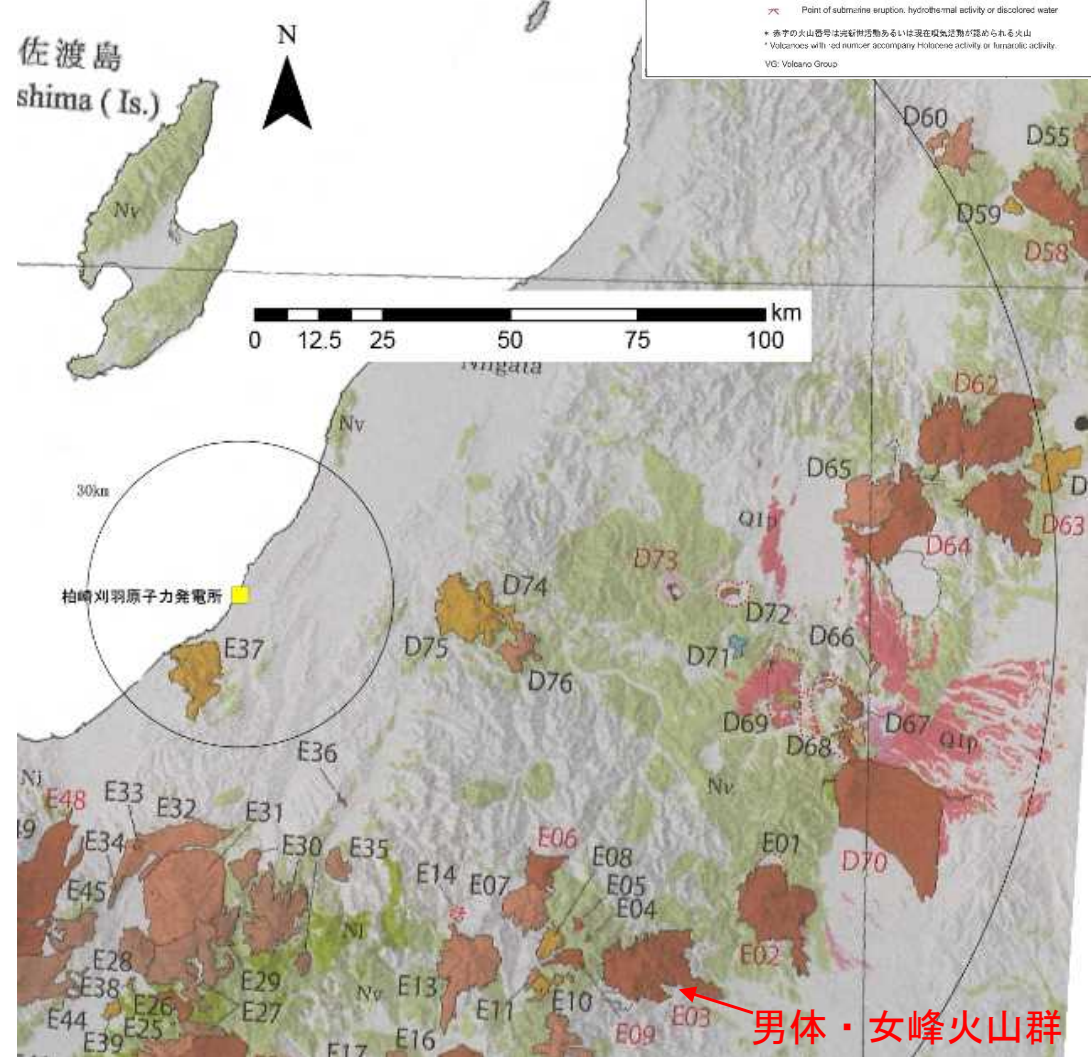 Point of submarine eruption, hydrothermal activity or discolored water
* 赤字の火山番号は完新世活動あるいは現在噴気活動が認められる火山
* Volcanoes with red number accompany Holocene activity or fumarolic activity.
VG: Volcano Group
佐渡島
shima ( Is.)
N
D60
D55
D59
D58
Nv
km
0 12.5 25 50 75 100
Niigata
Nv
D62
D65
D
D63
Q1p
D64
30km
D73
D72
柏崎刈羽原子力発電所
D74
D75
D76
D71
D66
E37
D69
D68
D67
Q1p
Nv
E36
E48
E33
E32
E31
E34
E30
E35
E45
E14
E07
E06
E08
E05
E04
E01
D70
E28
E38
E29
E27
E26
E25
E44
E39
Nv
E13
E11
E10
E02
E03
E09
E16
E17
男体・女峰火山群